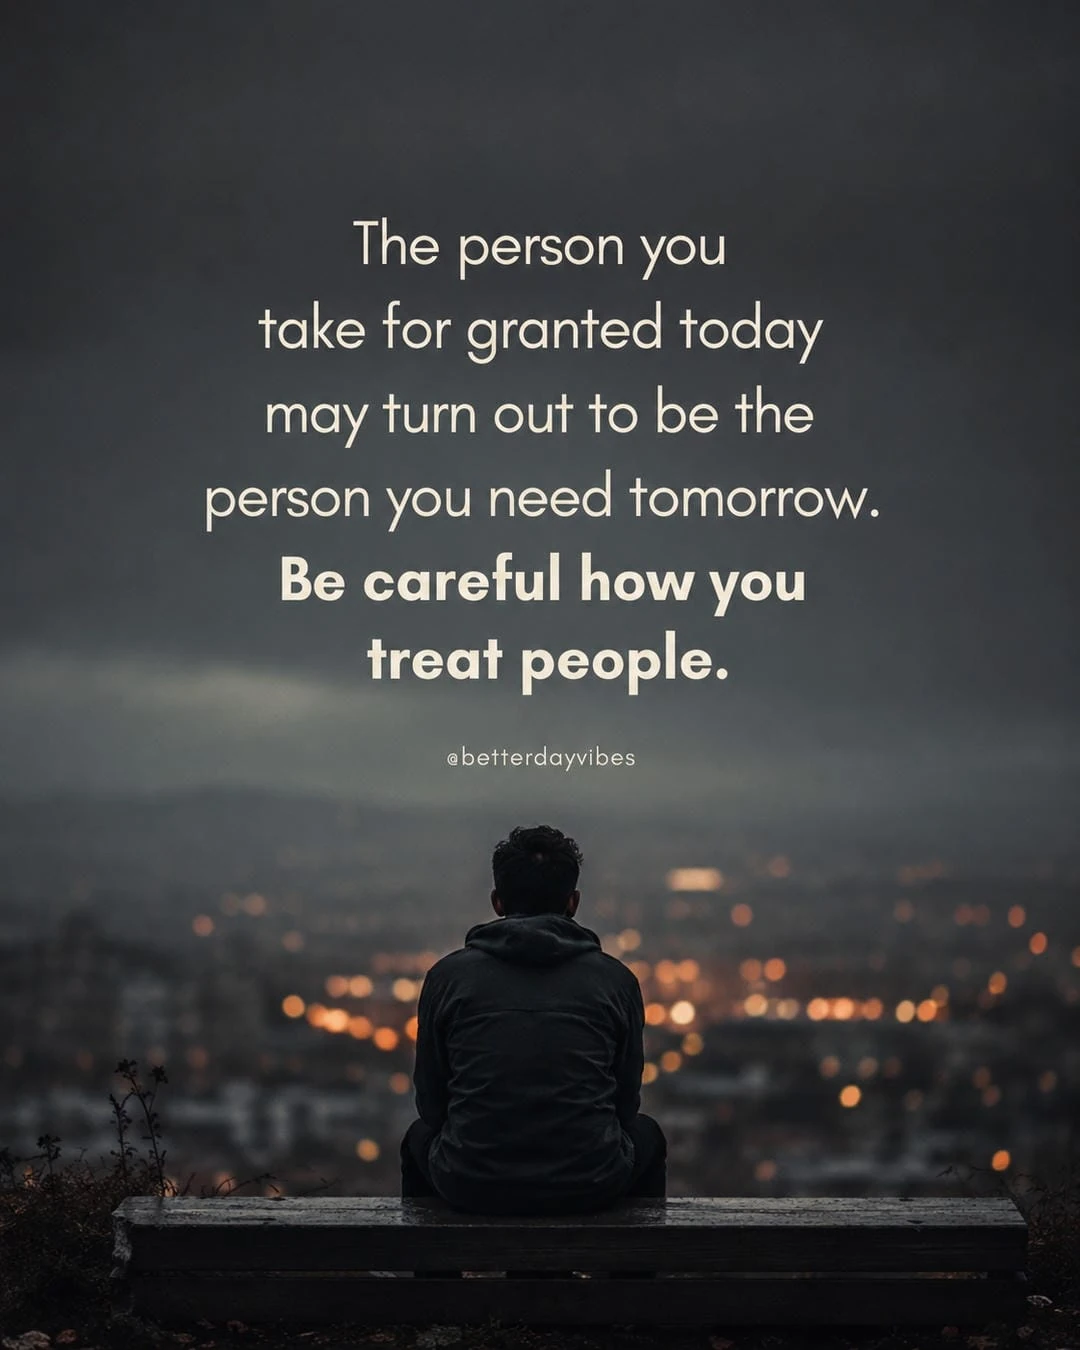 The person you
take for granted today
may turn out to be the
person you need tomorrow.
Be careful how you
treat people.
@betterdayvibes